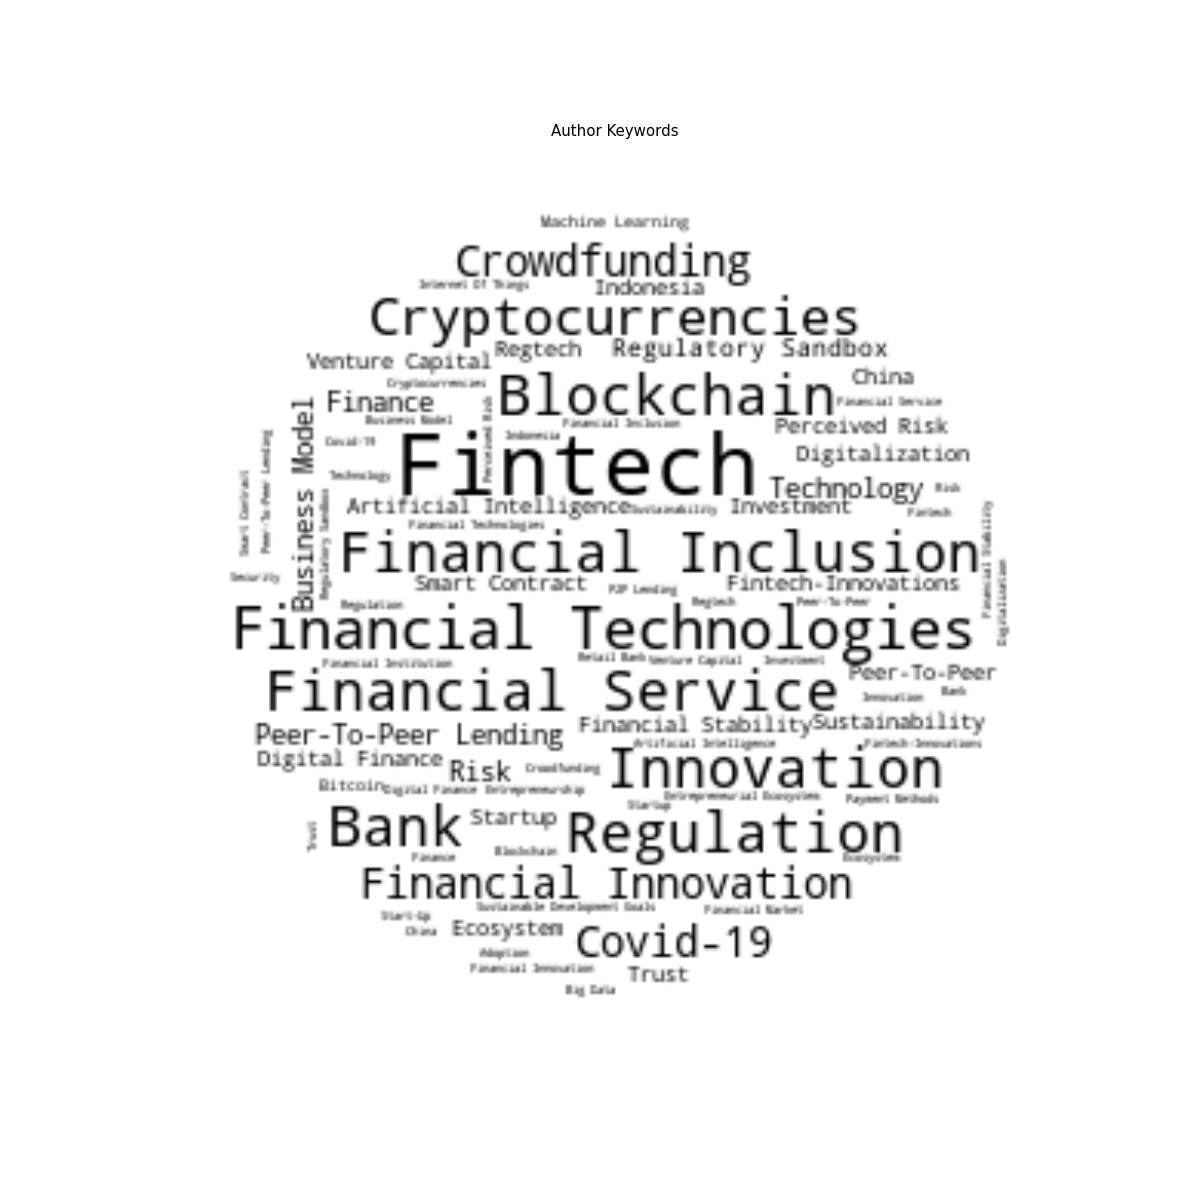 Author Keywords
Machine Learning
Crowdfunding
Internet Of Things
Indonesia
Cryptocurrencies
Regtech
Regulatory Sandbox
Venture Capital
China
Cryptocurrencies
Blockchain
Finance
Financial Service
Business Model
Business Model
Perceived Risk
Financial Inclusion
Perceived Risk
Indonesia
Covid-19
Fintech
Digitalization
Peer-To-Peer Lending
Smart Contract
Technology
Technology
Risk
Regulatory Sandbox
Artificial Intelligence
Sustainability
Investment
Fintech
Financial Technologies
Financial Stability
Financial Inclusion
Security
Smart Contract
P2P Lending
Fintech-Innovations
Digitalization
Regulation
Regtech
Peer-To-Peer
Financial Technologies
Retail Bank
Venture Capital
Investment
Financial Institution
Peer-To-Peer
Financial Service
Innovation
Bank
Financial Stability
Sustainability
Peer-To-Peer Lending
Artificial Intelligence
Fintech-Innovations
Digital Finance
Risk
Crowdfunding
Innovation
Bitcoin
Digital Finance
Entrepreneurship
Entrepreneurial Ecosystem
Payment Methods
Startup
Trust
Bank
Startup
Regulation
Finance
Blockchain
Ecosystem
Financial Innovation
Sustainable Development Goals
Financial Market
Start-Up
China
Ecosystem
Covid-19
Adoption
Financial Innovation
Trust
Big Data